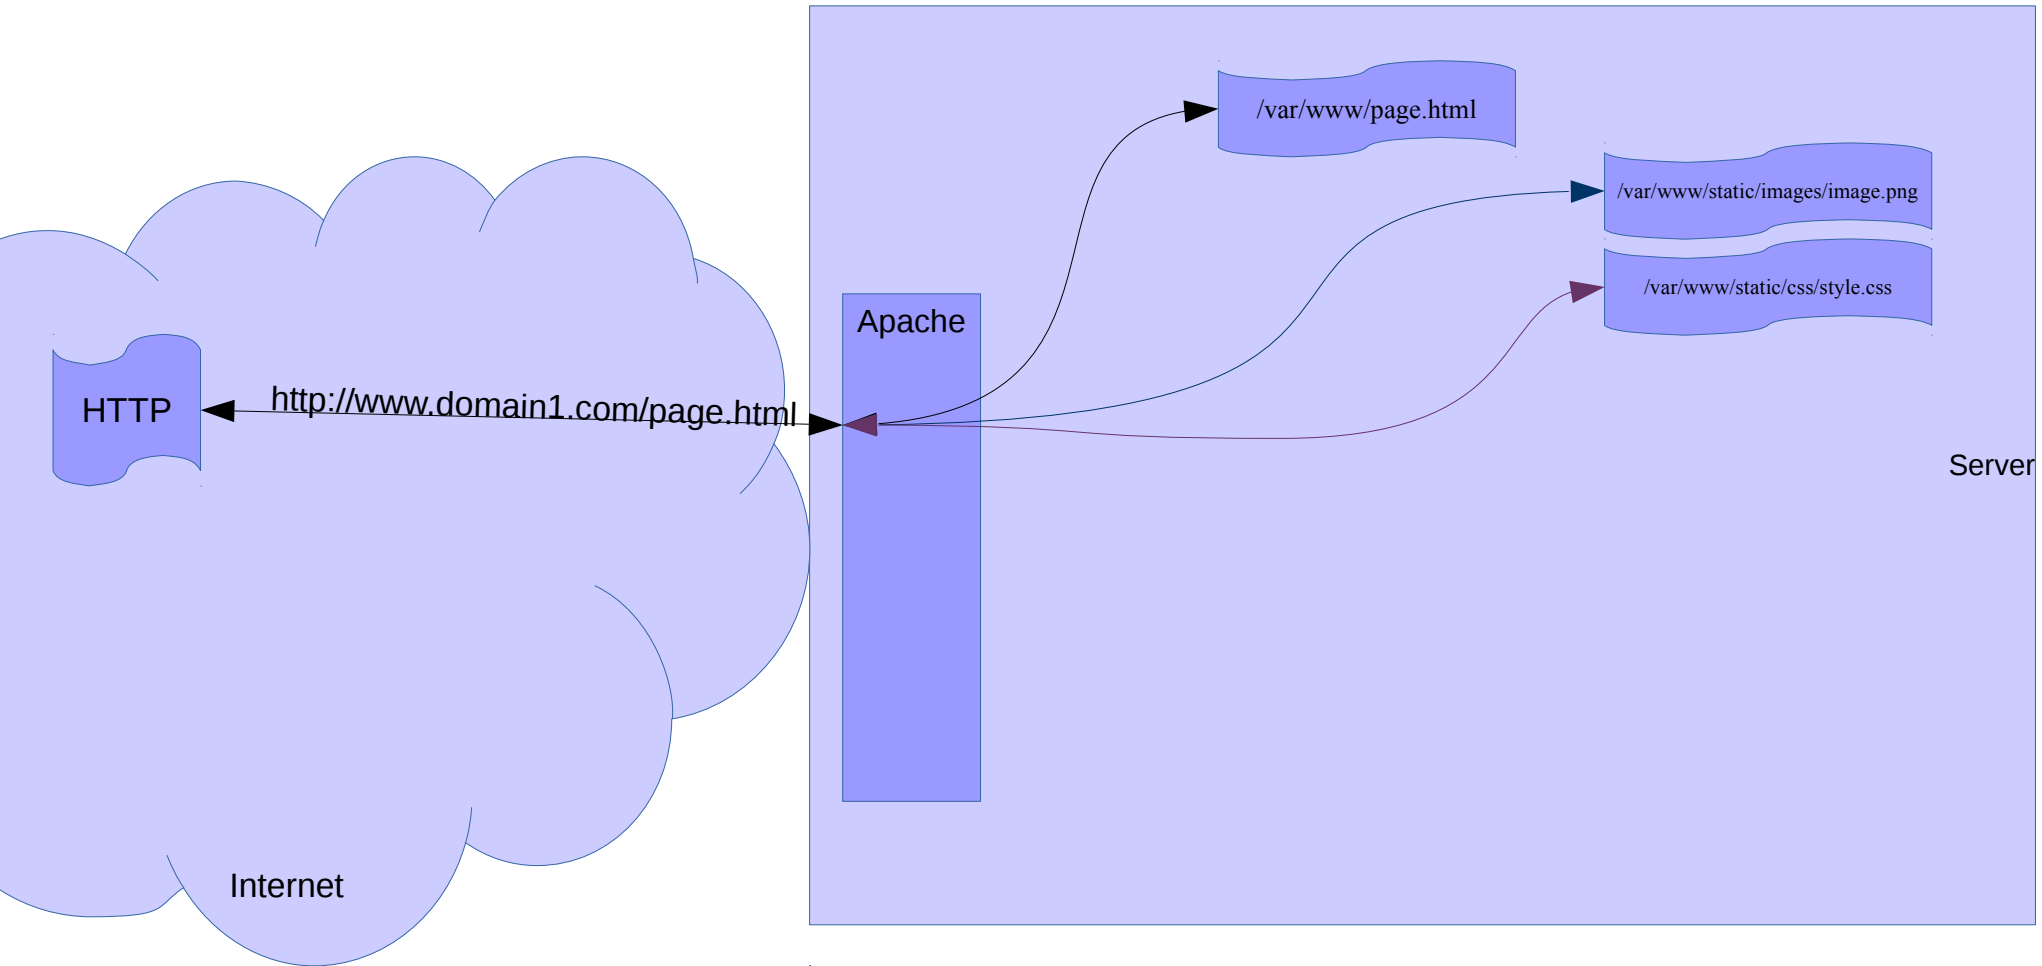 /var/www/page.html
/var/www/static/images/image.png
/var/www/static/css/style.css
Apache
HTTP
http://www.domain1.com/page.html
Server
Internet